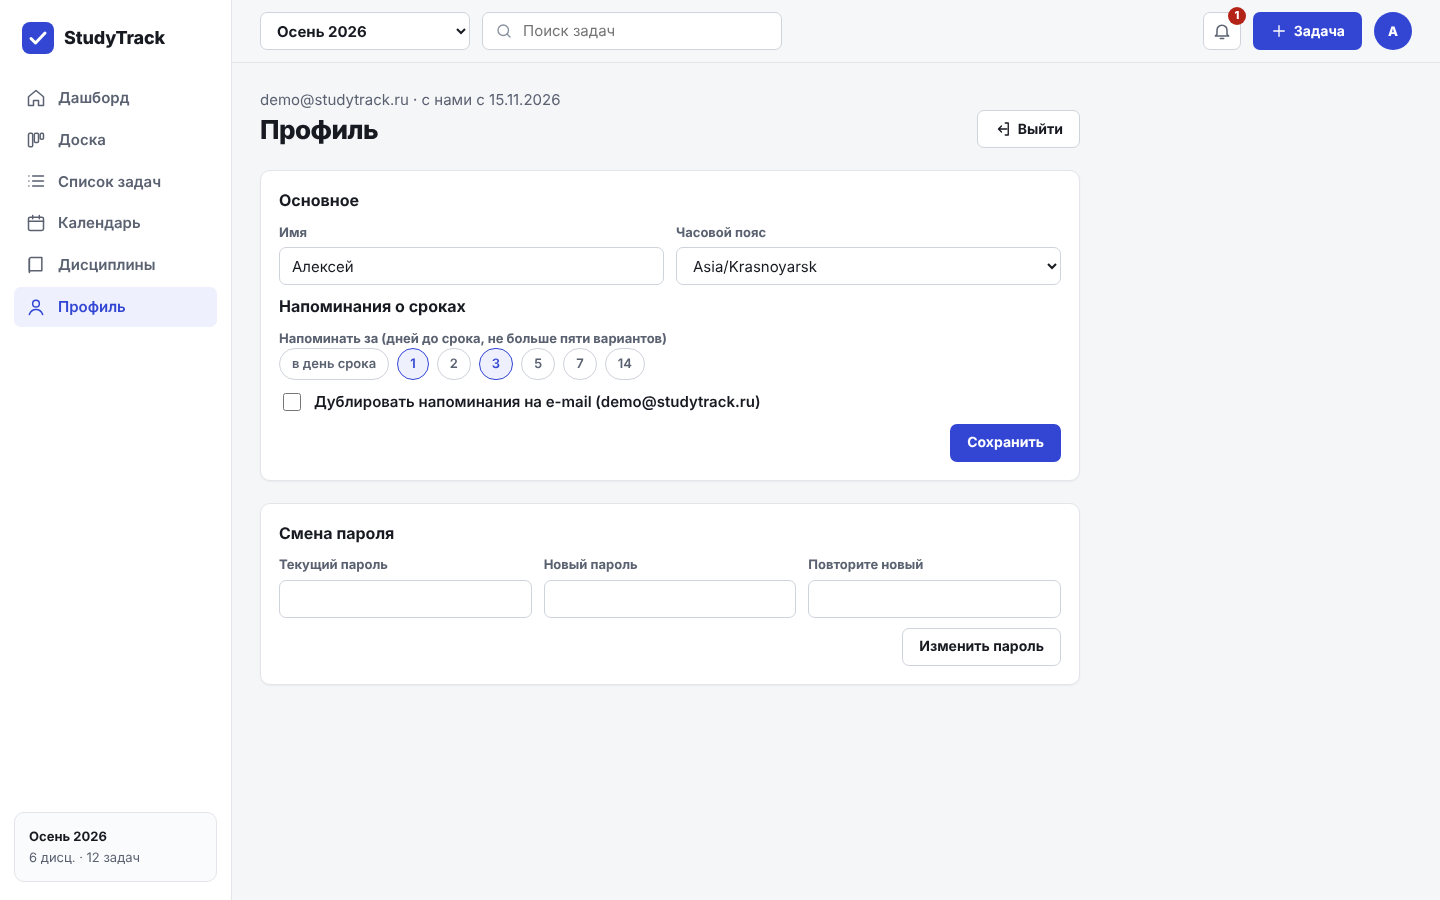 StudyTrack
Дашборд
Доска
Список задач
Календарь
Дисциплины
Профиль
Осень 2026
6 дисц. · 12 задач
Осень 2026
Поиск задач
1
Задача
А
demo@studytrack.ru · с нами с 15.11.2026
Профиль
Выйти
Основное
Имя
Часовой пояс
Алексей
Asia/Krasnoyarsk
Напоминания о сроках
Напоминать за (дней до срока, не больше пяти вариантов)
в день срока 1 2 3 5 7 14
Дублировать напоминания на e-mail (demo@studytrack.ru)
Сохранить
Смена пароля
Текущий пароль
Новый пароль
Повторите новый
Изменить пароль